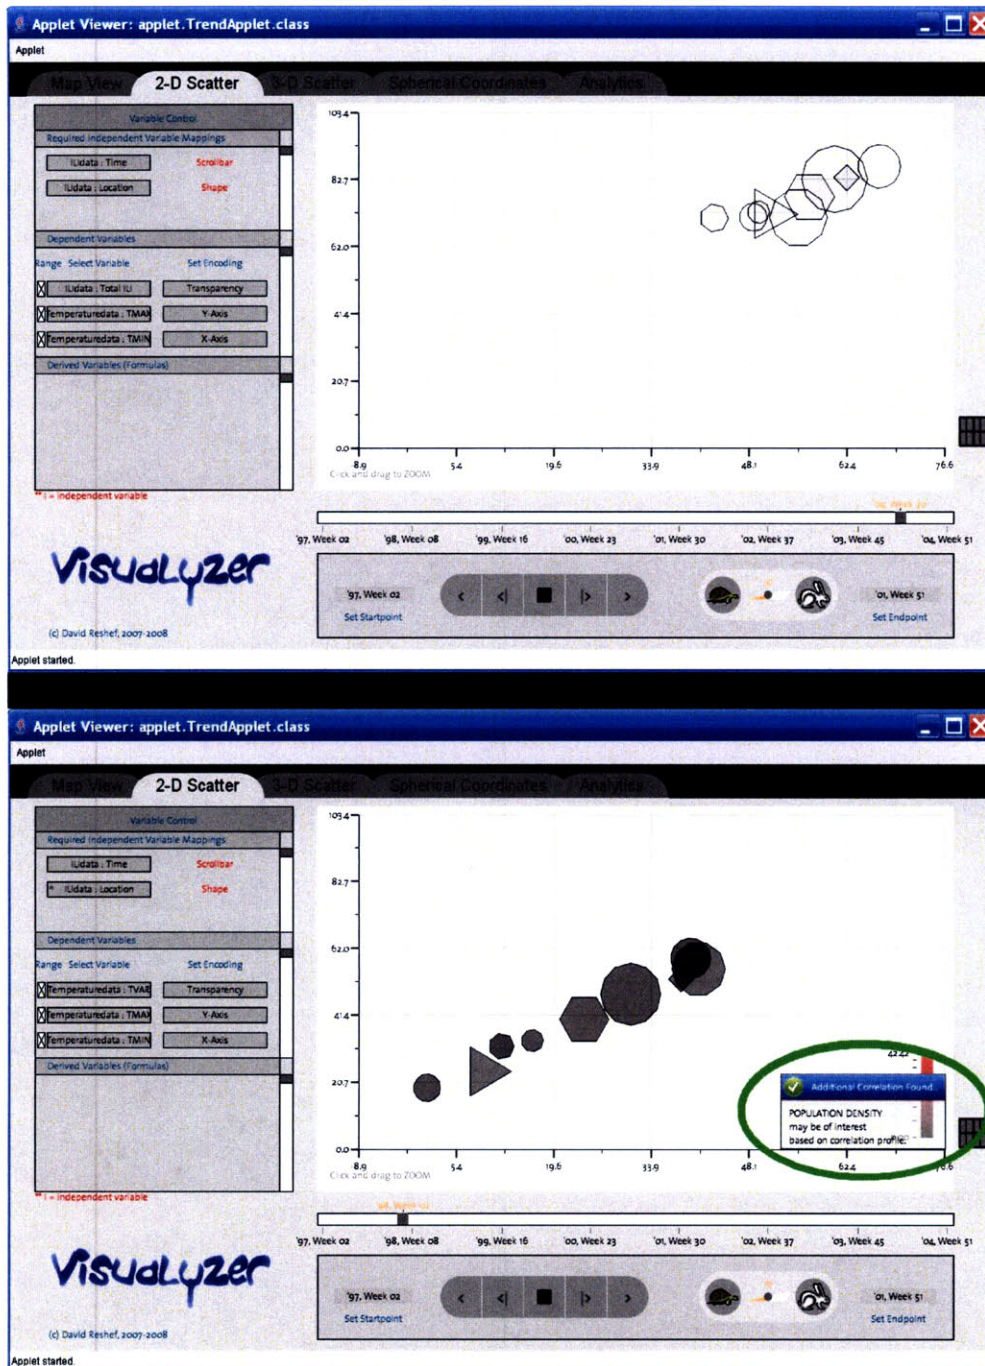 Applet Viewer: applet.TrendApplet.class
Applet
Map View 2-D Scatter 3-D Scatter Spherical Coordinates Analytics
Variable Control
Required Independent Variable Mappings
ILIdata : Time Scrollbar
ILIdata : Location Shape
Dependent Variables
Range Select Variable Set Encoding
X ILIdata : Total ILI Transparency
X Temperaturedata : TMAX Y-Axis
X Temperaturedata : TMIN X-Axis
Derived Variables (Formulas)
** I = Independent variable
103.4
82.7
62.0
41.4
20.7
0.0
-8.9 5.4 19.6 33.9 48.1 62.4 76.6
Click and drag to ZOOM
'97, Week 02 '98, Week 08 '99, Week 16 '00, Week 23 '01, Week 30 '02, Week 37 '03, Week 45 '04, Week 51
VISUALYZER
'97, Week 02
Set Startpoint
< <| |> >
'01, Week 51
Set Endpoint
(c) David Reshef, 2007-2008
Applet started.
Applet Viewer: applet.TrendApplet.class
Applet
Map View 2-D Scatter 3-D Scatter Spherical Coordinates Analytics
Variable Control
Required Independent Variable Mappings
ILIdata : Time Scrollbar
* ILIdata : Location Shape
Dependent Variables
Range Select Variable Set Encoding
X Temperaturedata : TVAR Transparency
X Temperaturedata : TMAX Y-Axis
X Temperaturedata : TMIN X-Axis
Derived Variables (Formulas)
** I = Independent variable
103.4
82.7
62.0
41.4
20.7
0.0
-8.9 5.4 19.6 33.9 48.1 62.4 76.6
Click and drag to ZOOM
42.42
Additional Correlation Found
POPULATION DENSITY
may be of interest
based on correlation profile.
'97, Week 02 '98, Week 08 '99, Week 16 '00, Week 23 '01, Week 30 '02, Week 37 '03, Week 45 '04, Week 51
VISUALYZER
'97, Week 02
Set Startpoint
< <| |> >
'01, Week 51
Set Endpoint
(c) David Reshef, 2007-2008
Applet started.